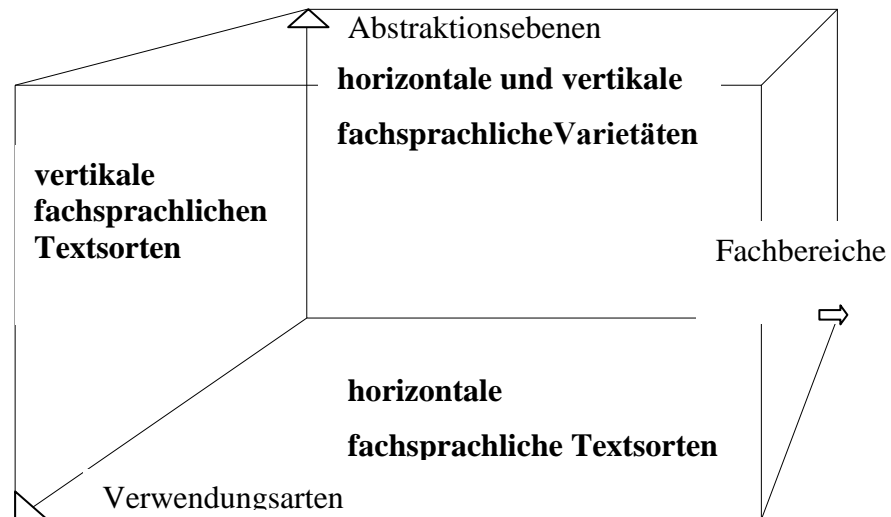 Abstraktionsebenen
horizontale und vertikale
fachsprachlicheVarietäten
vertikale
fachsprachlichen
Textsorten
Fachbereiche
horizontale
fachsprachliche Textsorten
Verwendungsarten